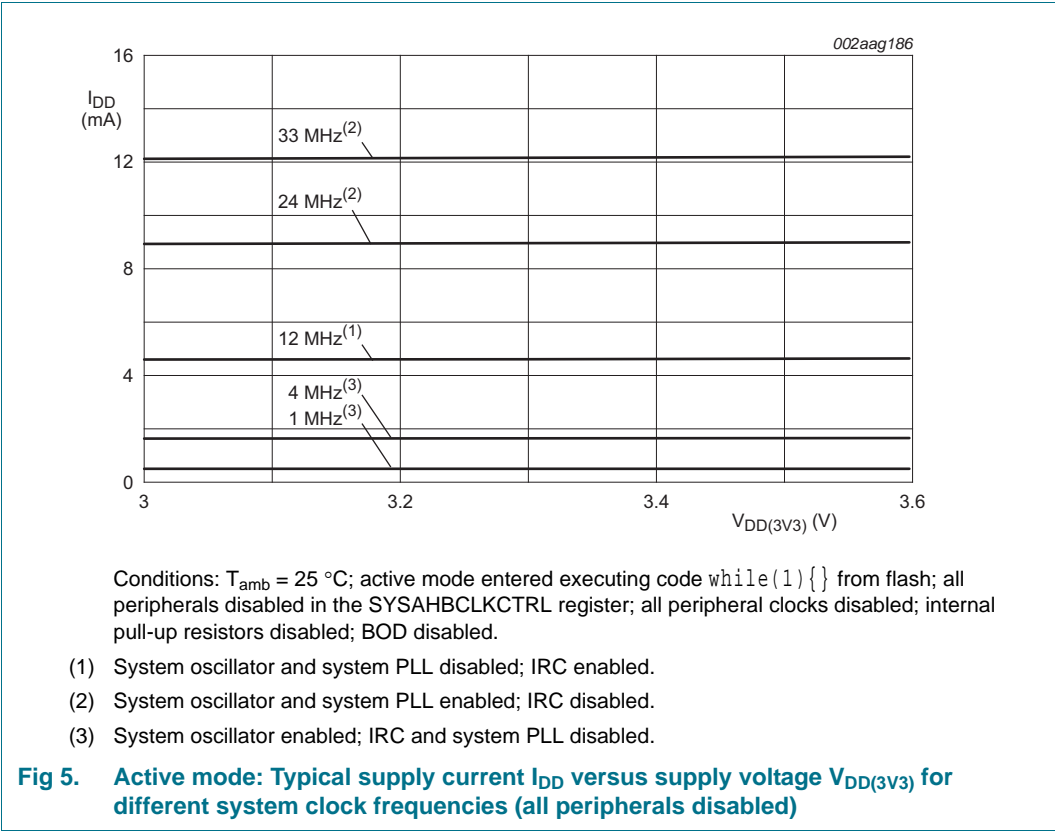 002aag186
16
I_DD
(mA)
33 MHz(2)
12
24 MHz(2)
8
12 MHz(1)
4
4 MHz(3)
1 MHz(3)
0
3
3.2
3.4
3.6
V_DD(3V3) (V)
Conditions: T_amb = 25 °C; active mode entered executing code while(1){} from flash; all
peripherals disabled in the SYSAHBCLKCTRL register; all peripheral clocks disabled; internal
pull-up resistors disabled; BOD disabled.
(1) System oscillator and system PLL disabled; IRC enabled.
(2) System oscillator and system PLL enabled; IRC disabled.
(3) System oscillator enabled; IRC and system PLL disabled.
Fig 5. Active mode: Typical supply current I_DD versus supply voltage V_DD(3V3) for
different system clock frequencies (all peripherals disabled)